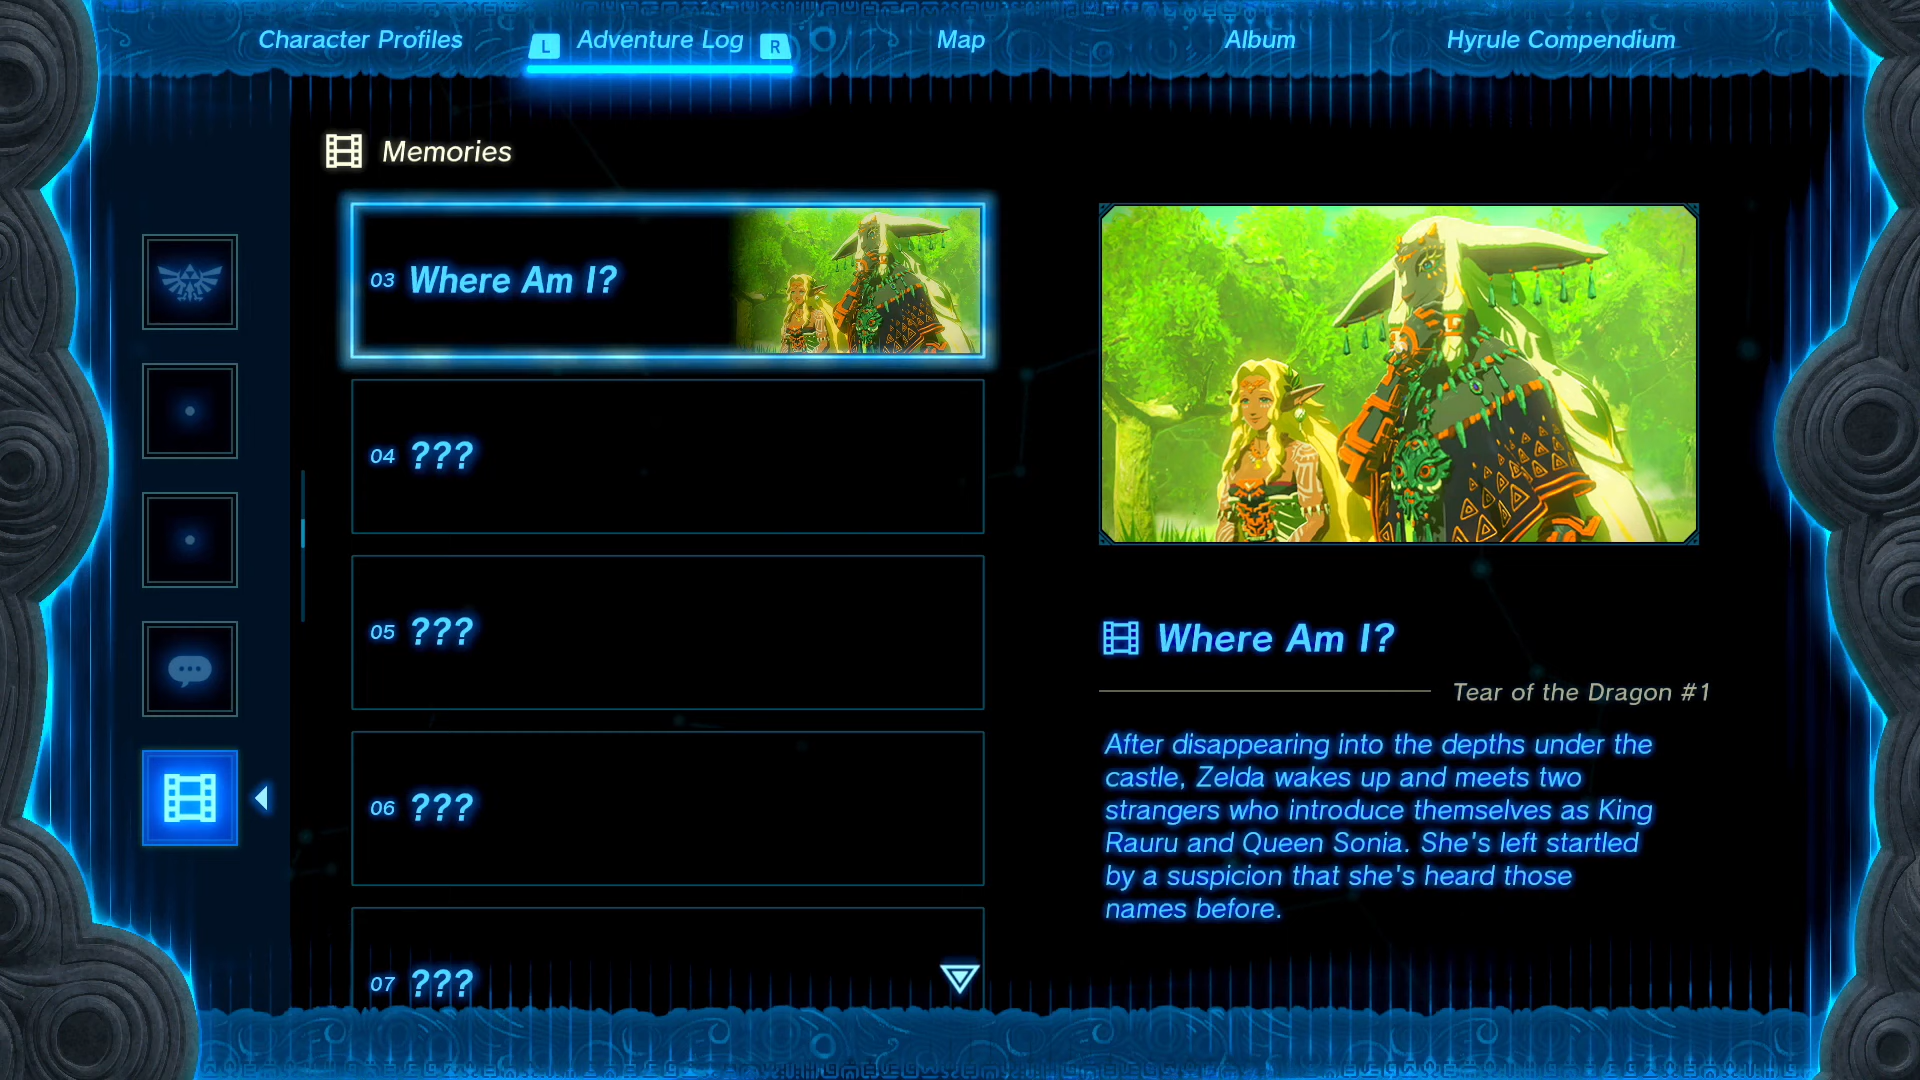 Character Profiles
L
Adventure Log
R
Map
Album
Hyrule Compendium
Memories
03 Where Am I?
04 ???
05 ???
06 ???
07 ???
Where Am I?
Tear of the Dragon #1
After disappearing into the depths under the
castle, Zelda wakes up and meets two
strangers who introduce themselves as King
Rauru and Queen Sonia. She's left startled
by a suspicion that she's heard those
names before.